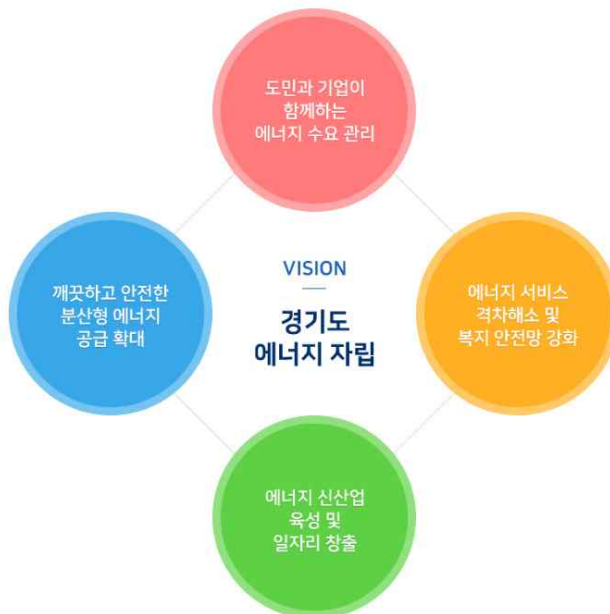 도민과 기업이
함께하는
에너지 수요 관리
깨끗하고 안전한
분산형 에너지
공급 확대
VISION
경기도
에너지 자립
에너지 서비스
격차해소 및
복지 안전망 강화
에너지 신산업
육성 및
일자리 창출